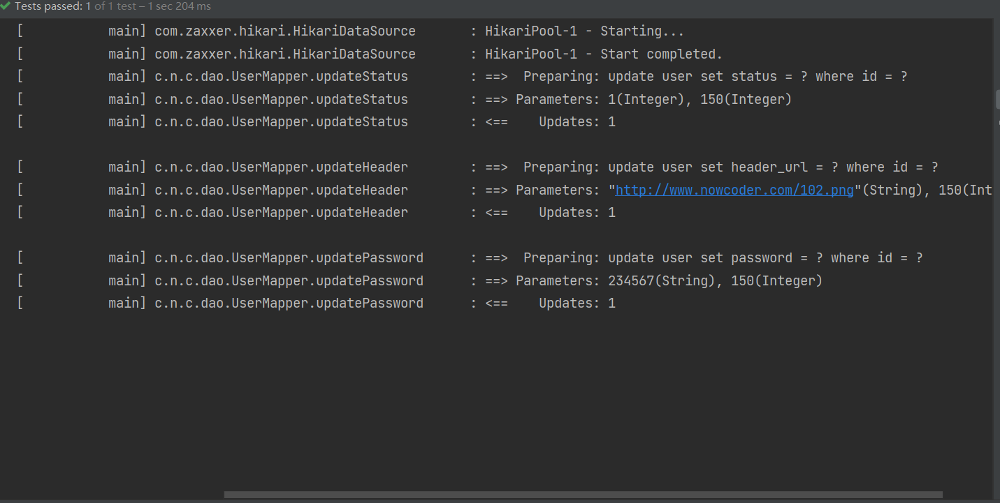 Tests passed: 1 of 1 test – 1 sec 204 ms
[           main] com.zaxxer.hikari.HikariDataSource       : HikariPool-1 - Starting...
[           main] com.zaxxer.hikari.HikariDataSource       : HikariPool-1 - Start completed.
[           main] c.n.c.dao.UserMapper.updateStatus        : ==>  Preparing: update user set status = ? where id = ?
[           main] c.n.c.dao.UserMapper.updateStatus        : ==> Parameters: 1(Integer), 150(Integer)
[           main] c.n.c.dao.UserMapper.updateStatus        : <==    Updates: 1
[           main] c.n.c.dao.UserMapper.updateHeader        : ==>  Preparing: update user set header_url = ? where id = ?
[           main] c.n.c.dao.UserMapper.updateHeader        : ==> Parameters: "http://www.nowcoder.com/102.png"(String), 150(Int
[           main] c.n.c.dao.UserMapper.updateHeader        : <==    Updates: 1
[           main] c.n.c.dao.UserMapper.updatePassword      : ==>  Preparing: update user set password = ? where id = ?
[           main] c.n.c.dao.UserMapper.updatePassword      : ==> Parameters: 234567(String), 150(Integer)
[           main] c.n.c.dao.UserMapper.updatePassword      : <==    Updates: 1